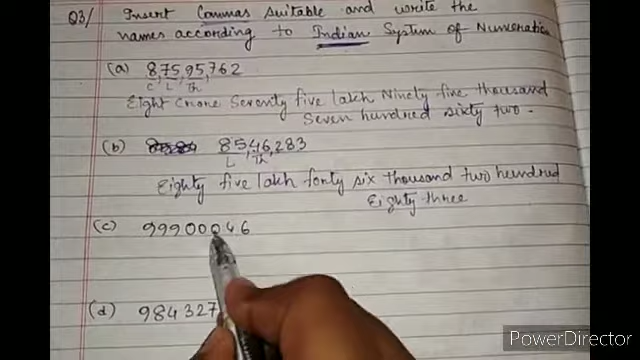 Q3/ Insert Commas suitable and write the
names according to Indian System of Numeration
(a) 8,75,95,762
C L Th
Eight Crore Seventy five lakh Ninety five thousand
Seven hundred sixty two.
(b) 85,46,283
L Th
Eighty five lakh fonty six thousand two hundred
Eighty three
(c) 99900046
(d) 984327
PowerDirector